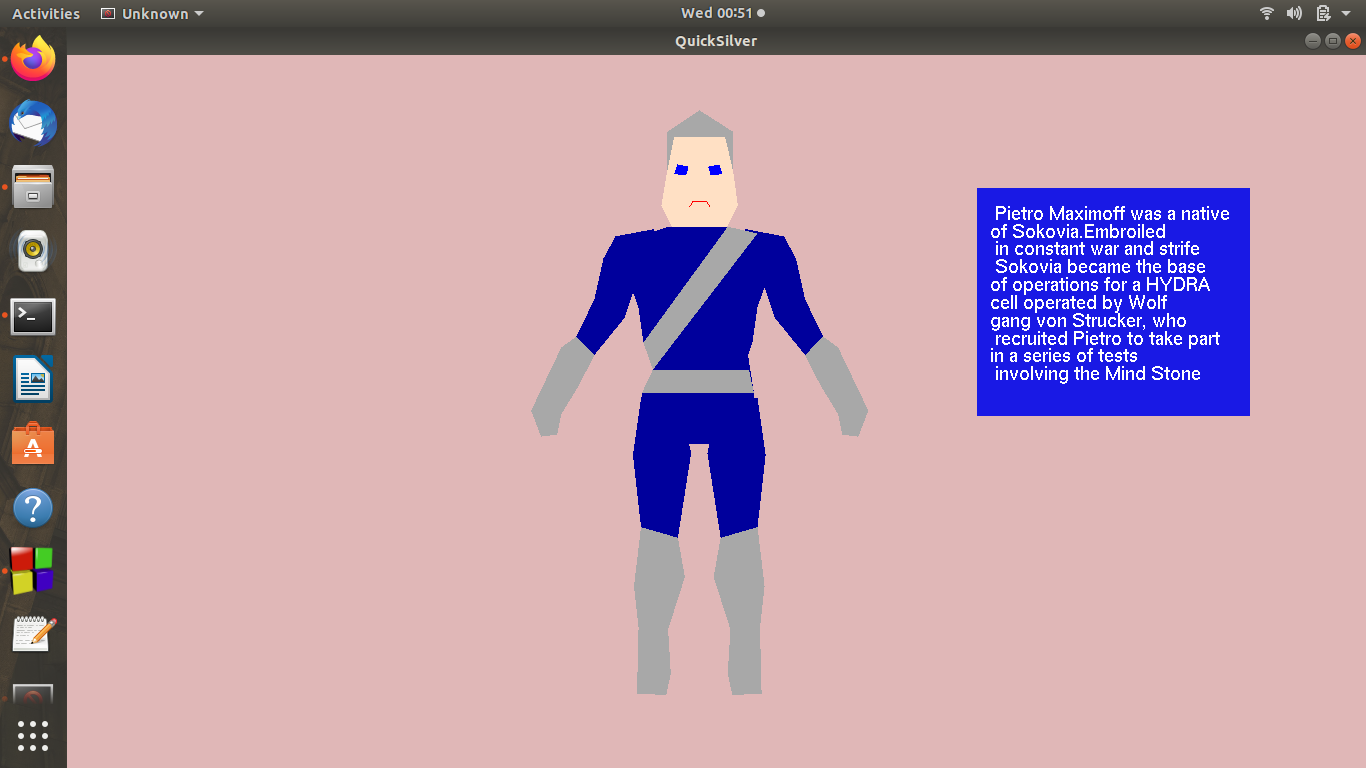 Activities
Unknown
Wed 00:51
QuickSilver
Pietro Maximoff was a native
of Sokovia.Embroiled
in constant war and strife
Sokovia became the base
of operations for a HYDRA
cell operated by Wolf
gang von Strucker, who
recruited Pietro to take part
in a series of tests
involving the Mind Stone